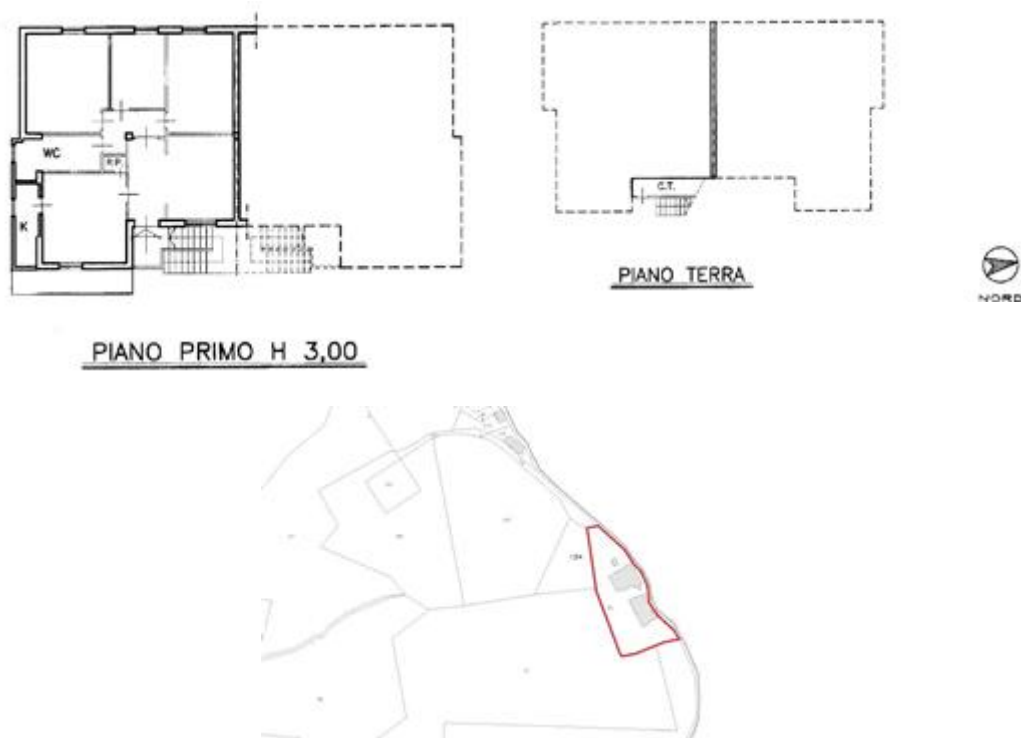 WC
R.P.
K
PIANO PRIMO H 3,00
C.T.
PIANO TERRA
NORD